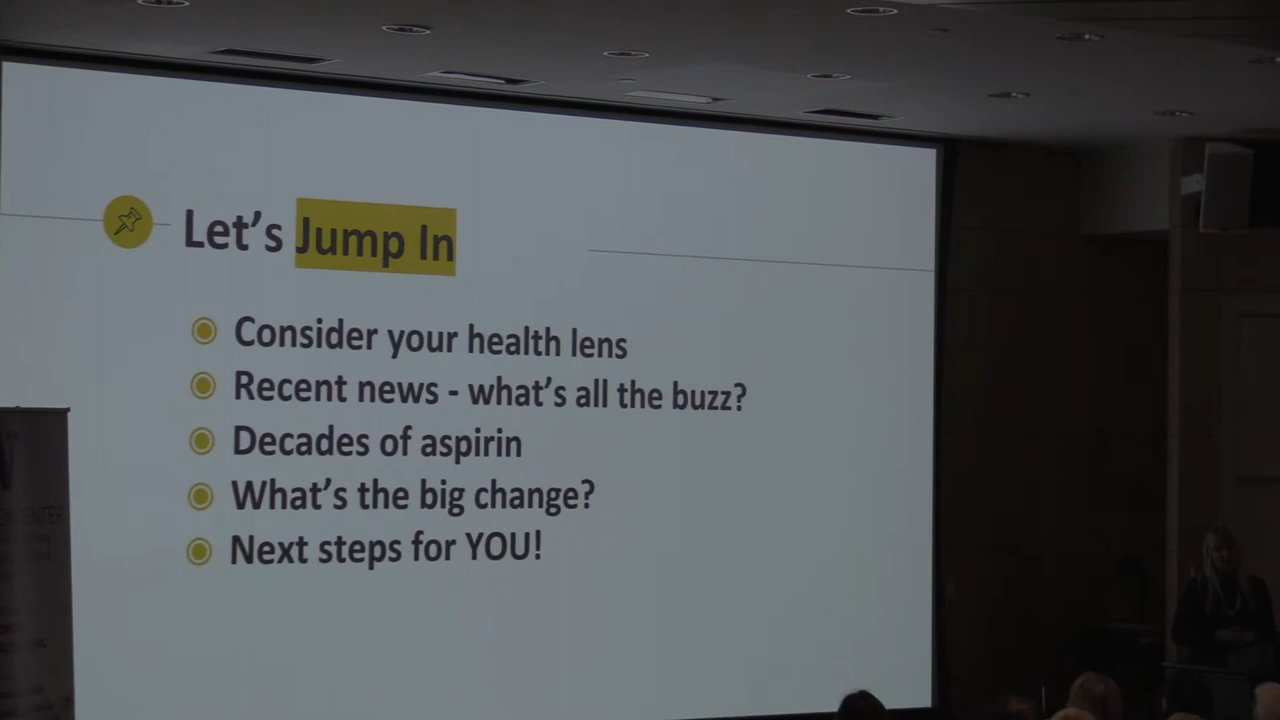 Let's Jump In
Consider your health lens
Recent news - what's all the buzz?
Decades of aspirin
What's the big change?
Next steps for YOU!